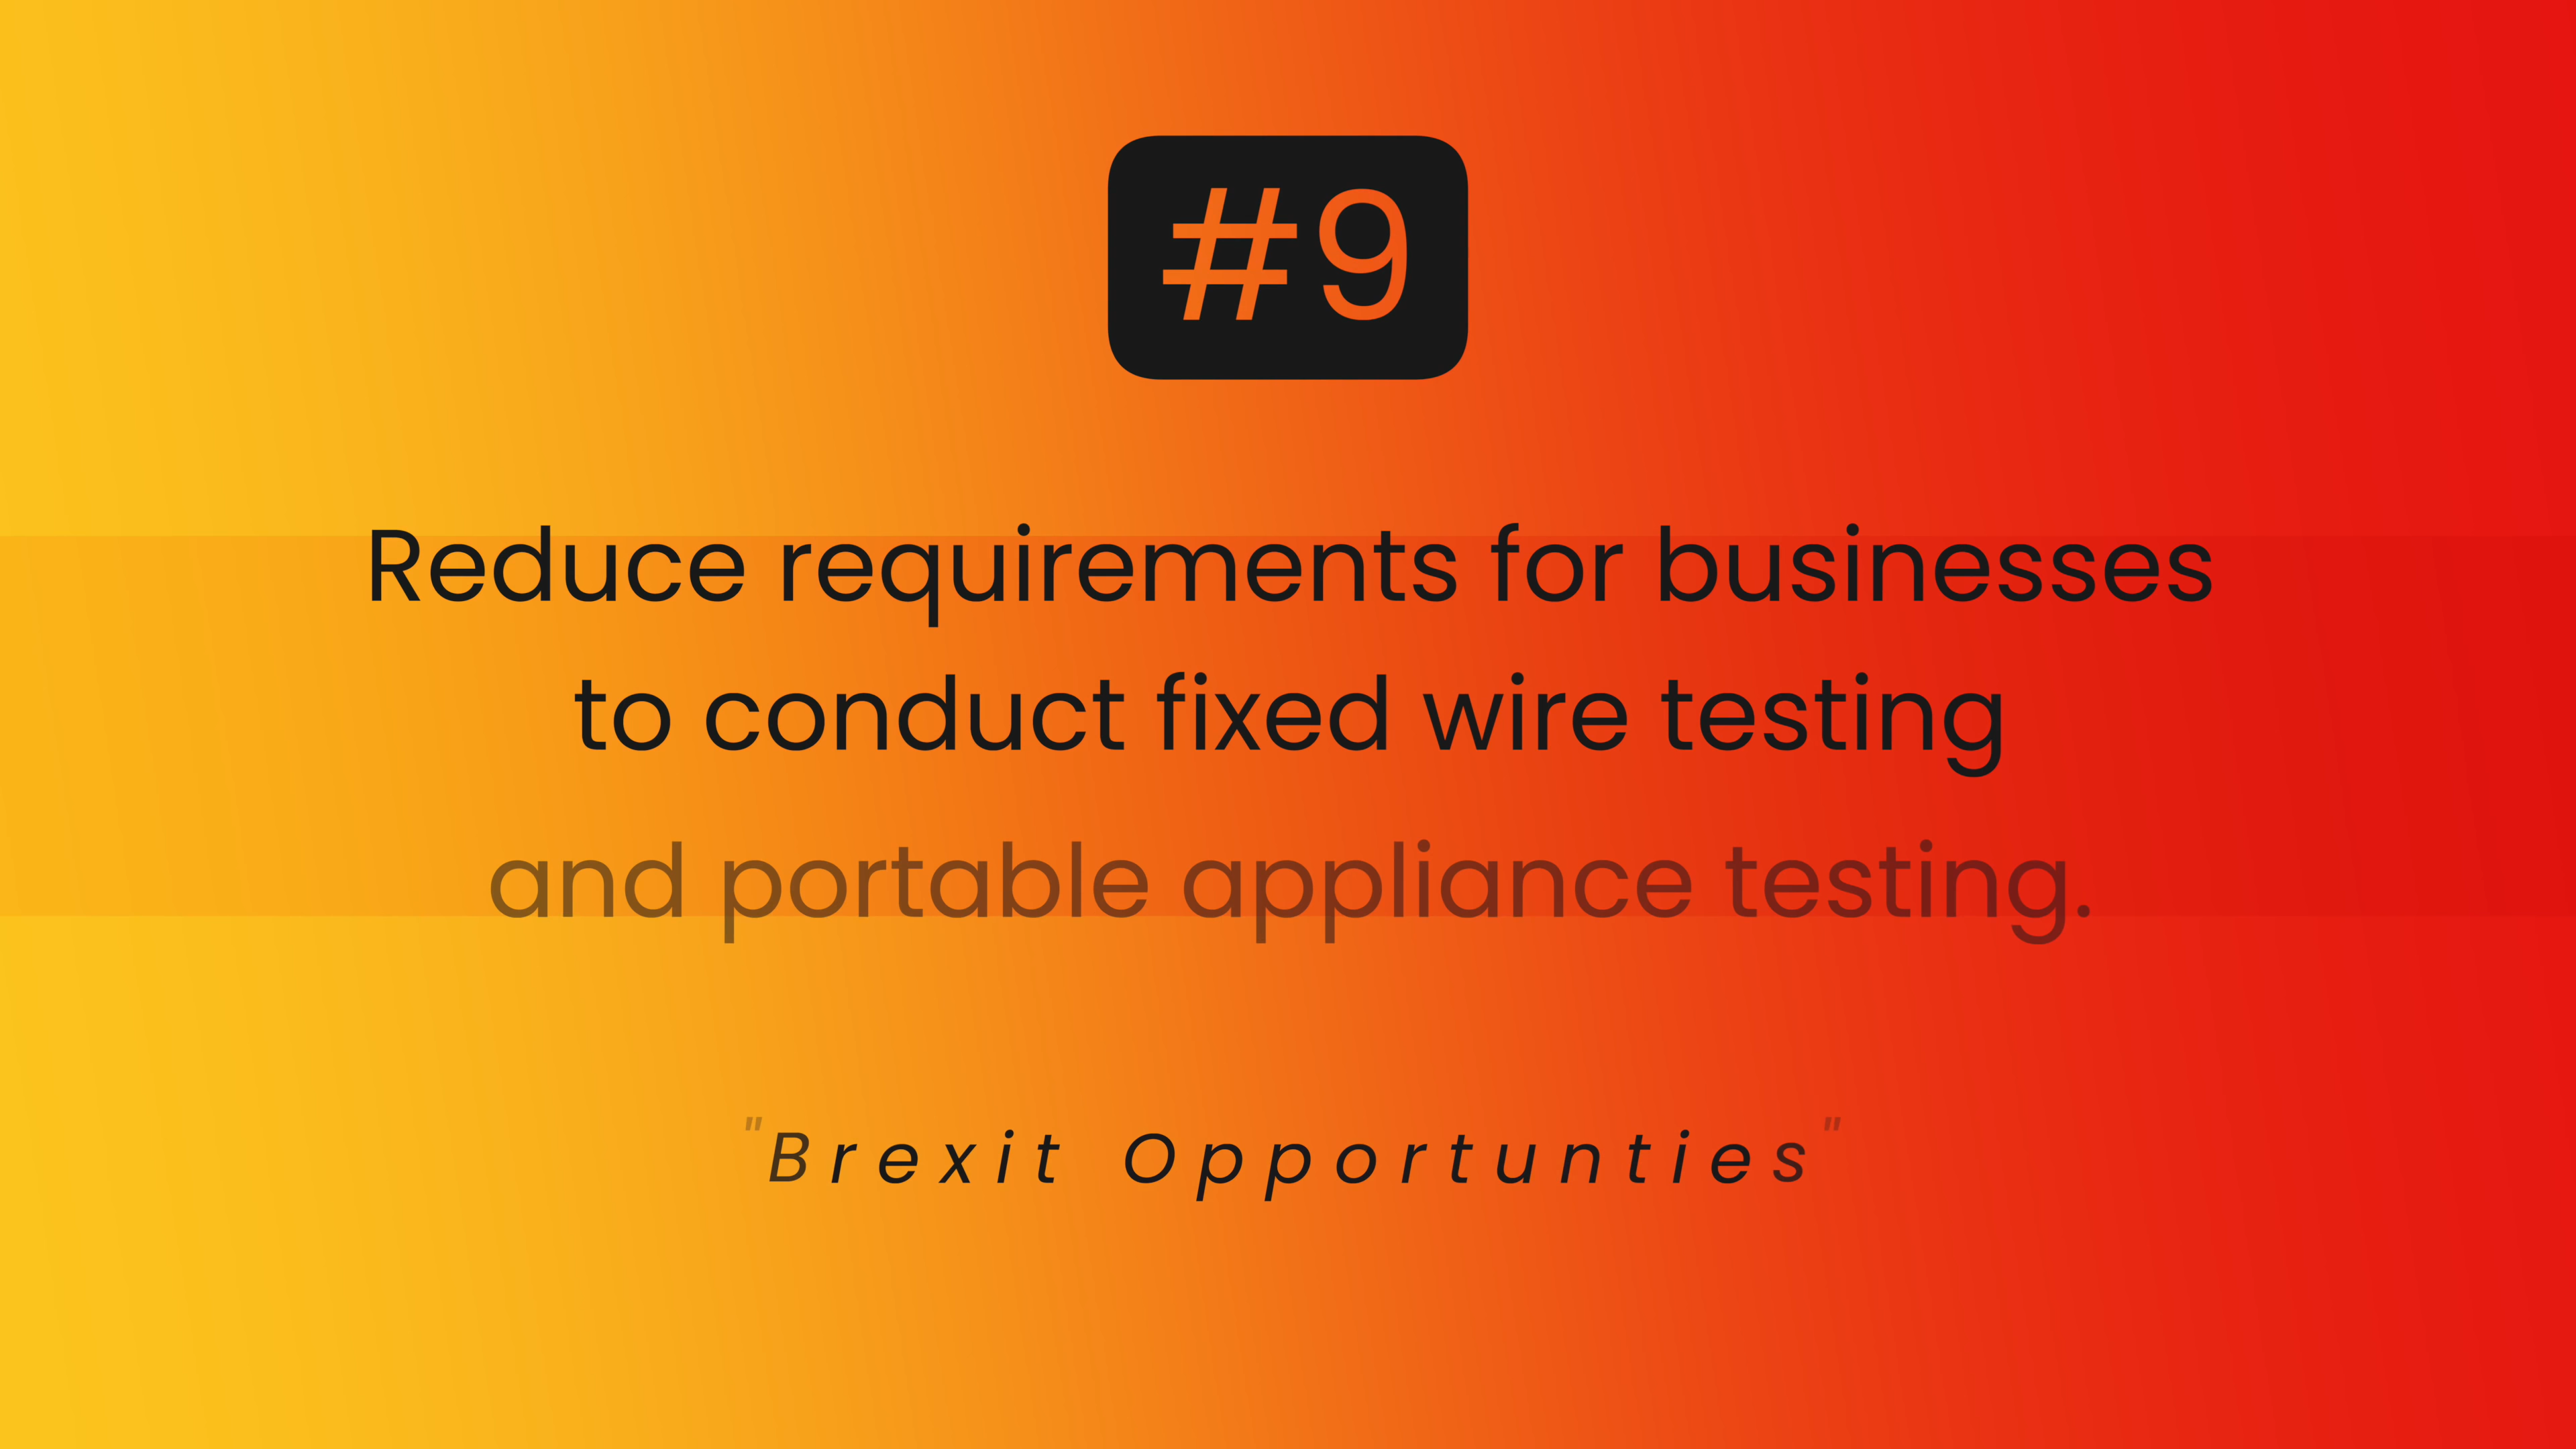 #9
Reduce requirements for businesses
to conduct fixed wire testing
and portable appliance testing.
"Brexit Opportunties"